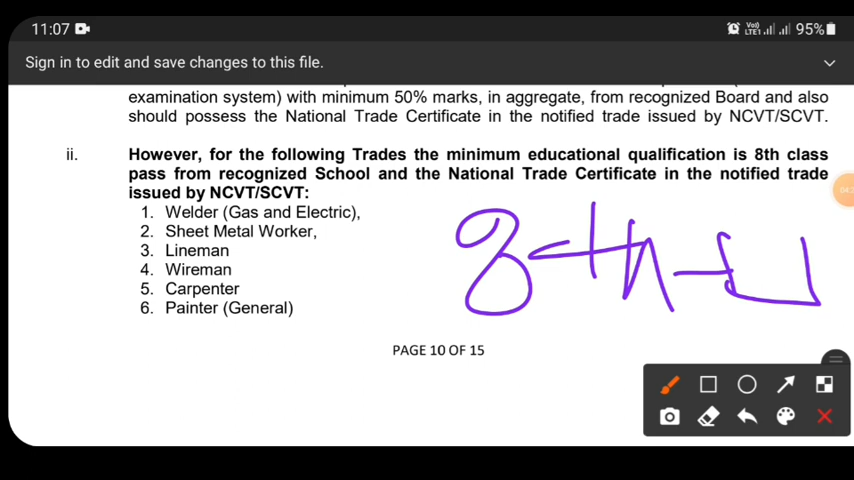 11:07
Vo)) LTE1 95%
Sign in to edit and save changes to this file.
examination system) with minimum 50% marks, in aggregate, from recognized Board and also
should possess the National Trade Certificate in the notified trade issued by NCVT/SCVT.
ii. However, for the following Trades the minimum educational qualification is 8th class
pass from recognized School and the National Trade Certificate in the notified trade
issued by NCVT/SCVT:
1. Welder (Gas and Electric),
2. Sheet Metal Worker,
3. Lineman
4. Wireman
5. Carpenter
6. Painter (General)
8th
PAGE 10 OF 15